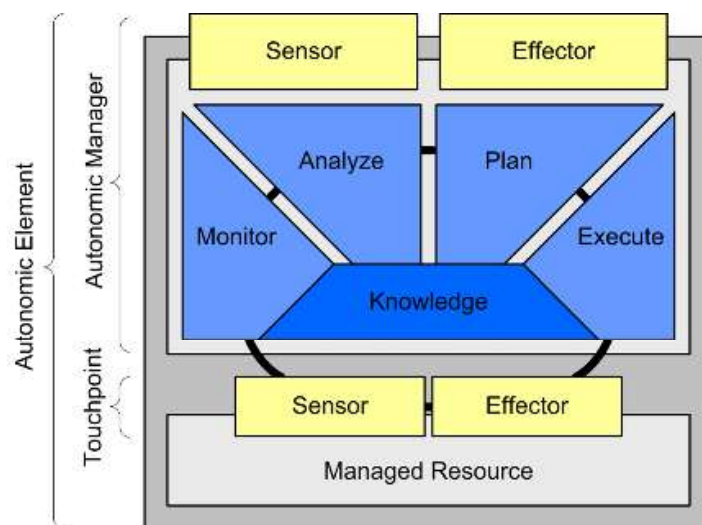 Sensor
Effector
Analyze
Plan
Monitor
Execute
Knowledge
Sensor
Effector
Managed Resource
Autonomic Element
Autonomic Manager
Touchpoint